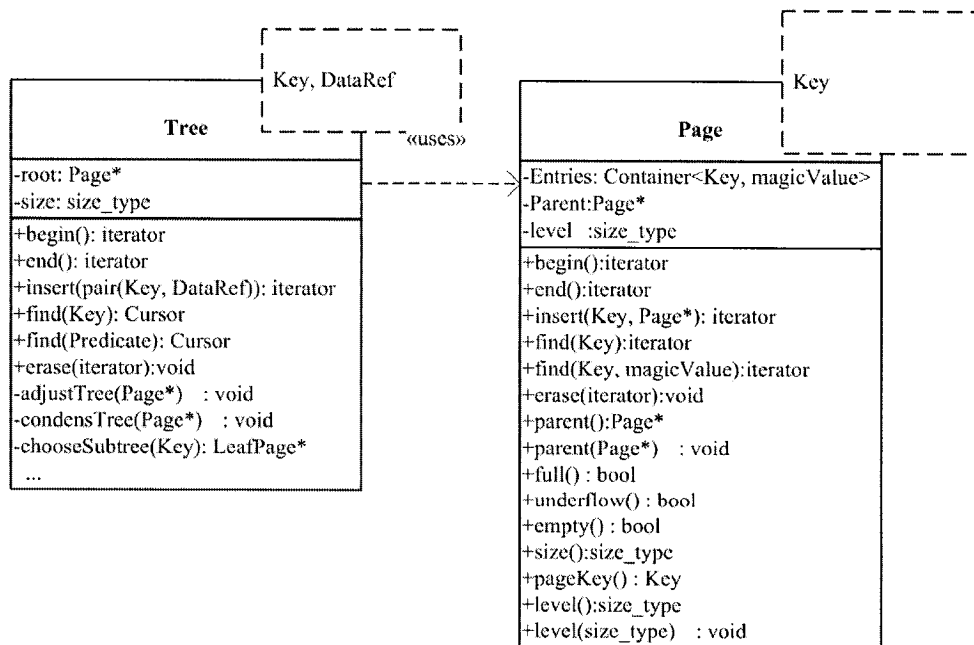 Key, DataRef
Tree
«uses»
-root: Page*
-size: size_type
+begin(): iterator
+end(): iterator
+insert(pair(Key, DataRef)): iterator
+find(Key): Cursor
+find(Predicate): Cursor
+erase(iterator):void
-adjustTree(Page*) : void
-condensTree(Page*) : void
-chooseSubtree(Key): LeafPage*
...
Key
Page
-Entries: Container<Key, magicValue>
-Parent:Page*
-level :size_type
+begin():iterator
+end():iterator
+insert(Key, Page*): iterator
+find(Key):iterator
+find(Key, magicValue):iterator
+erase(iterator):void
+parent():Page*
+parent(Page*) : void
+full() : bool
+underflow() : bool
+empty() : bool
+size():size_type
+pageKey() : Key
+level():size_type
+level(size_type) : void